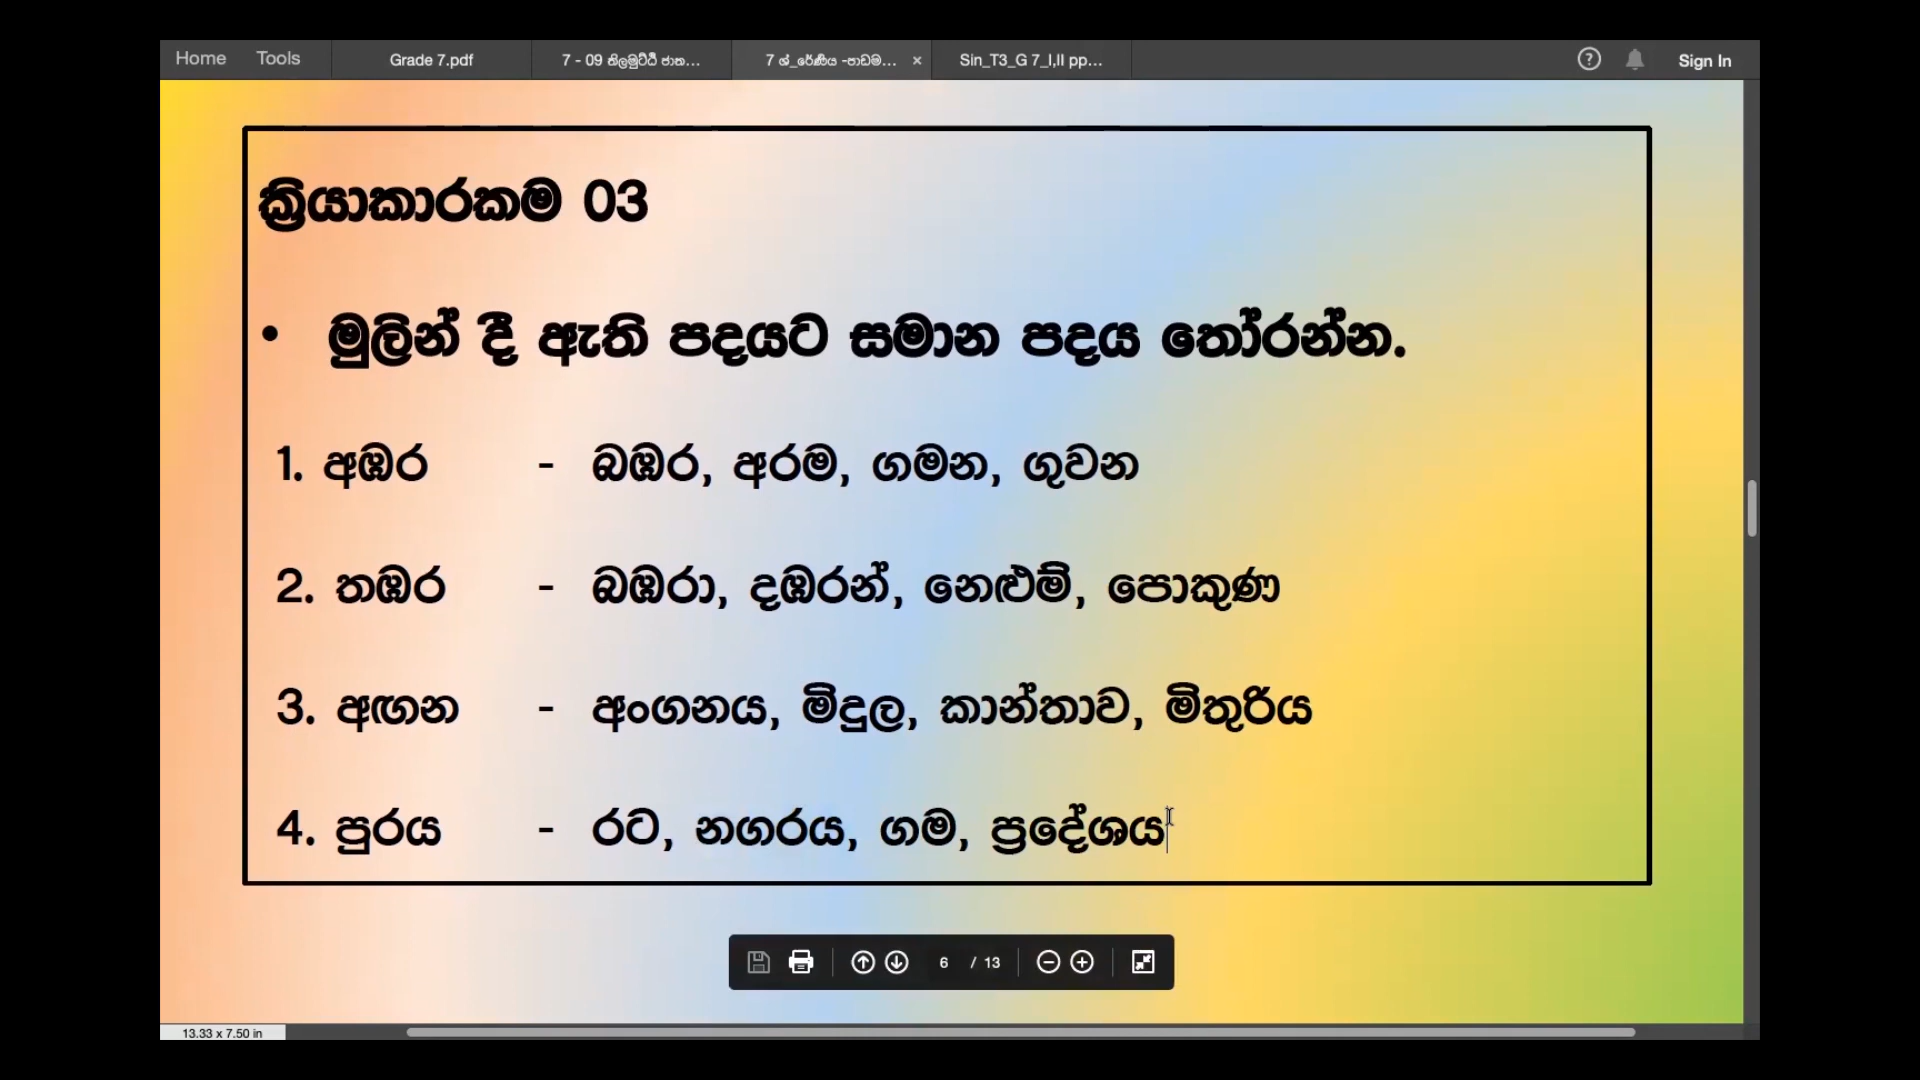 Home Tools Grade 7.pdf 7 - 09 තිලමුට්ඨි ජාත... 7 ශ්_රේණිය -පාඩම... × Sin_T3_G 7_I,II pp... ? Sign In
ක්‍රියාකාරකම 03
• මුලින් දී ඇති පදයට සමාන පදය තෝරන්න.
1. අඹර - බඹර, අරම, ගමන, ගුවන
2. තඹර - බඹරා, දඹරන්, නෙළුම්, පොකුණ
3. අඟන - අංගනය, මිදුල, කාන්තාව, මිතුරිය
4. පුරය - රට, නගරය, ගම, ප්‍රදේශය
6 / 13
13.33 x 7.50 in